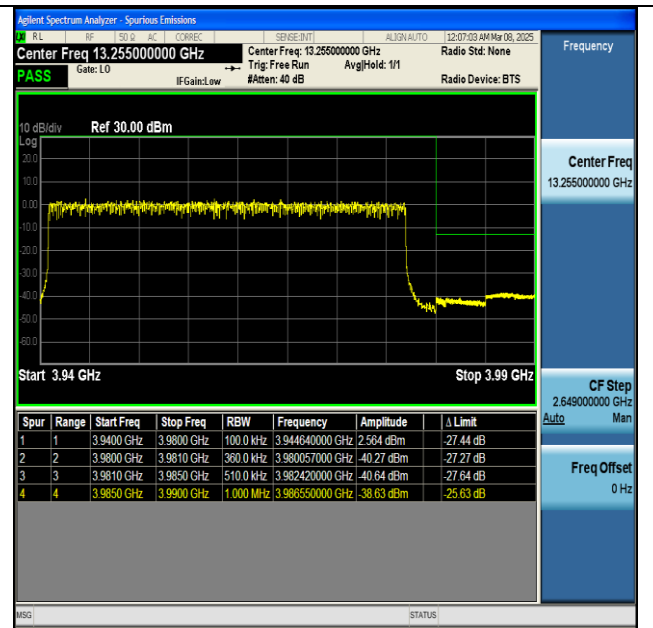 Agilent Spectrum Analyzer - Spurious Emissions
RL RF 50 Ω AC CORREC SENSE:INT ALIGN AUTO 12:07:03 AM Mar 08, 2025
Center Freq 13.255000000 GHz Center Freq: 13.255000000 GHz Radio Std: None
PASS Gate: LO Trig: Free Run Avg|Hold: 1/1
IFGain:Low #Atten: 40 dB Radio Device: BTS
10 dB/div Ref 30.00 dBm
Log
20.0
10.0
0.00
-10.0
-20.0
-30.0
-40.0
-50.0
-60.0
Start 3.94 GHz Stop 3.99 GHz
Spur Range Start Freq Stop Freq RBW Frequency Amplitude Δ Limit
1 1 3.9400 GHz 3.9800 GHz 100.0 kHz 3.944640000 GHz 2.564 dBm -27.44 dB
2 2 3.9800 GHz 3.9810 GHz 360.0 kHz 3.980057000 GHz -40.27 dBm -27.27 dB
3 3 3.9810 GHz 3.9850 GHz 510.0 kHz 3.982420000 GHz -40.64 dBm -27.64 dB
4 4 3.9850 GHz 3.9900 GHz 1.000 MHz 3.986550000 GHz -38.63 dBm -25.63 dB
MSG STATUS
Frequency
Center Freq
13.255000000 GHz
CF Step
2.649000000 GHz
Auto Man
Freq Offset
0 Hz